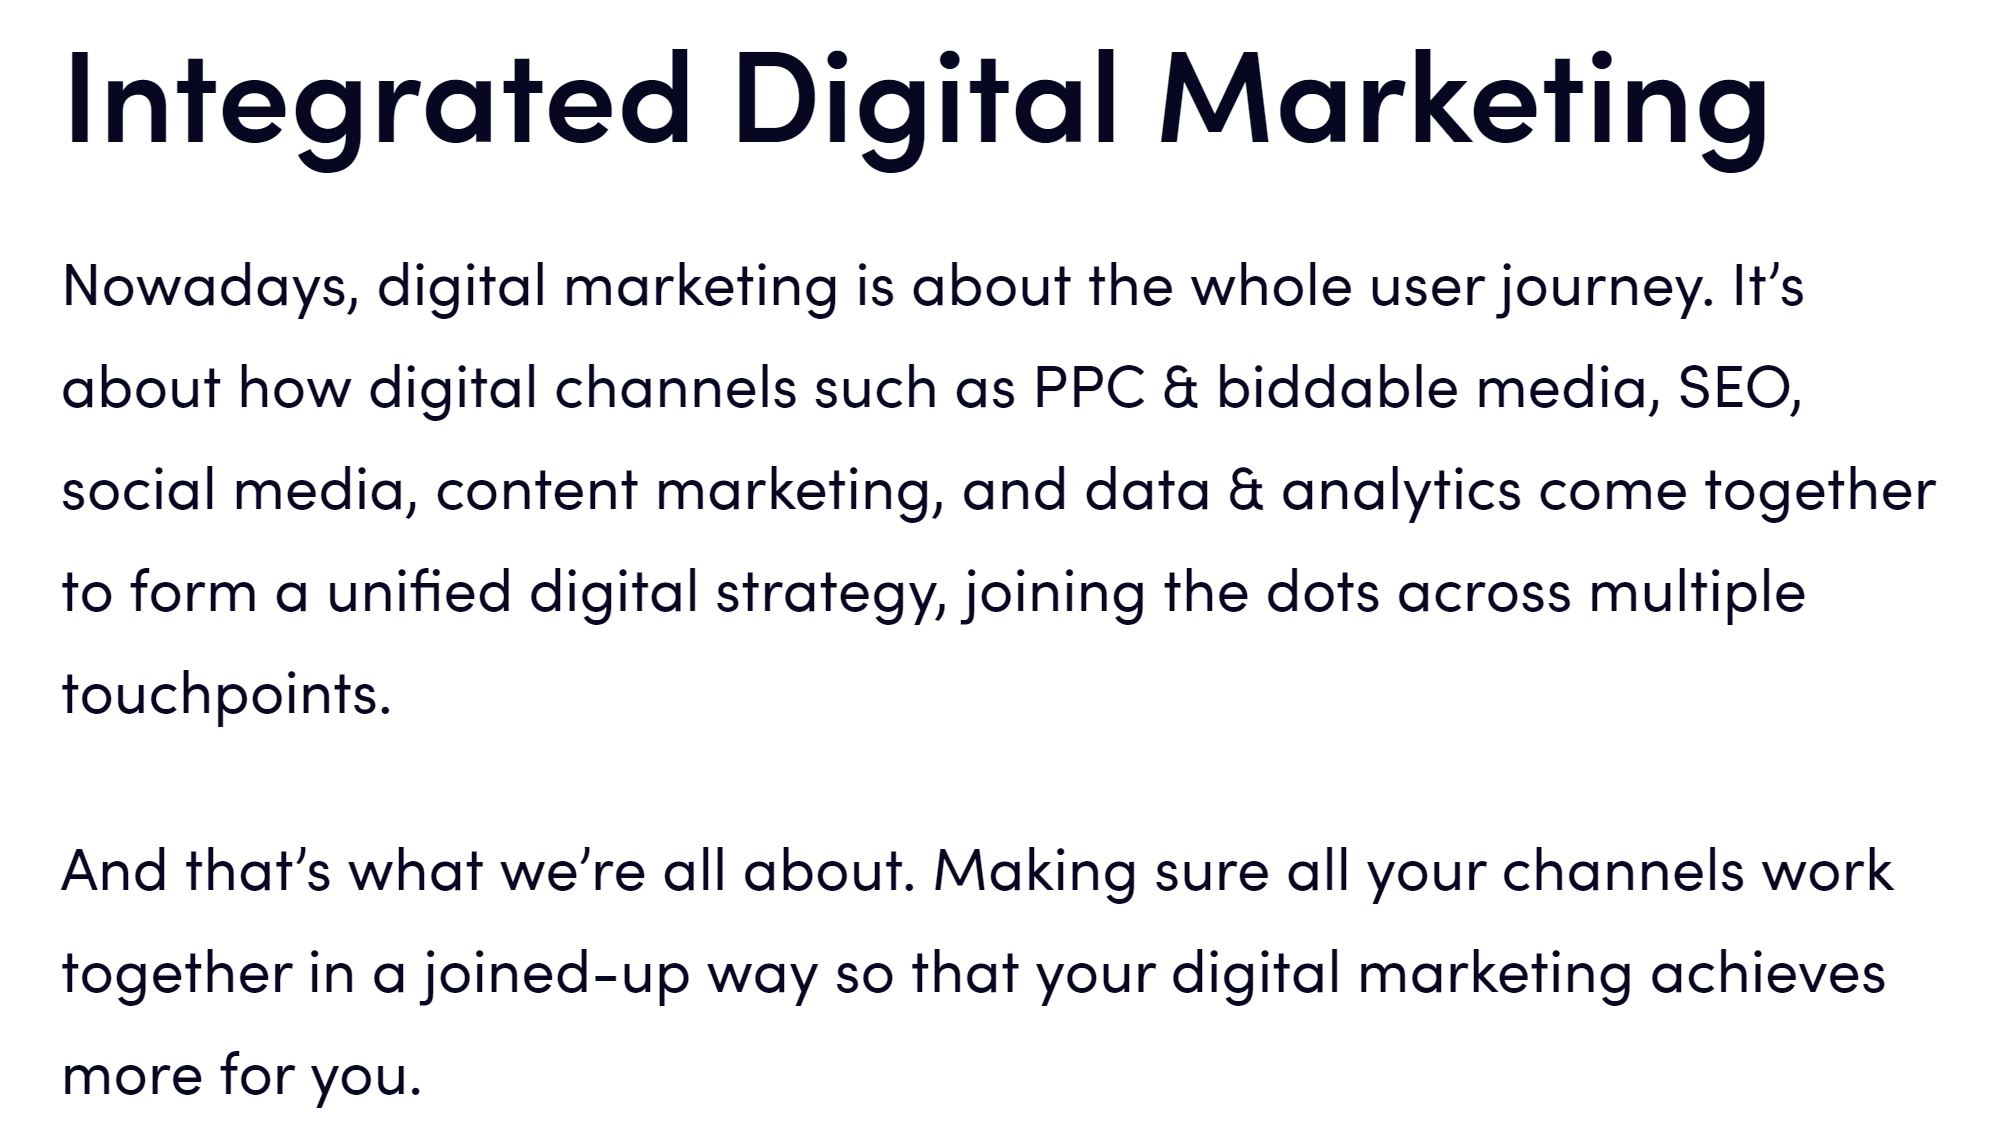 Integrated Digital Marketing
Nowadays, digital marketing is about the whole user journey. It’s
about how digital channels such as PPC & biddable media, SEO,
social media, content marketing, and data & analytics come together
to form a unified digital strategy, joining the dots across multiple
touchpoints.
And that’s what we’re all about. Making sure all your channels work
together in a joined-up way so that your digital marketing achieves
more for you.